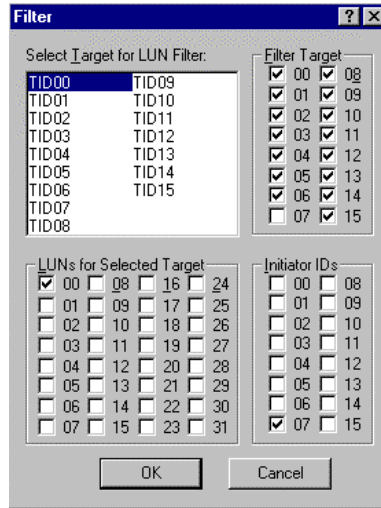 Filter
Select Target for LUN Filter:
TID00 TID09
TID01 TID10
TID02 TID11
TID03 TID12
TID04 TID13
TID05 TID14
TID06 TID15
TID07
TID08
Filter Target
00 08
01 09
02 10
03 11
04 12
05 13
06 14
07 15
LUNs for Selected Target
00 08 16 24
01 09 17 25
02 10 18 26
03 11 19 27
04 12 20 28
05 13 21 29
06 14 22 30
07 15 23 31
Initiator IDs
00 08
01 09
02 10
03 11
04 12
05 13
06 14
07 15
OK Cancel